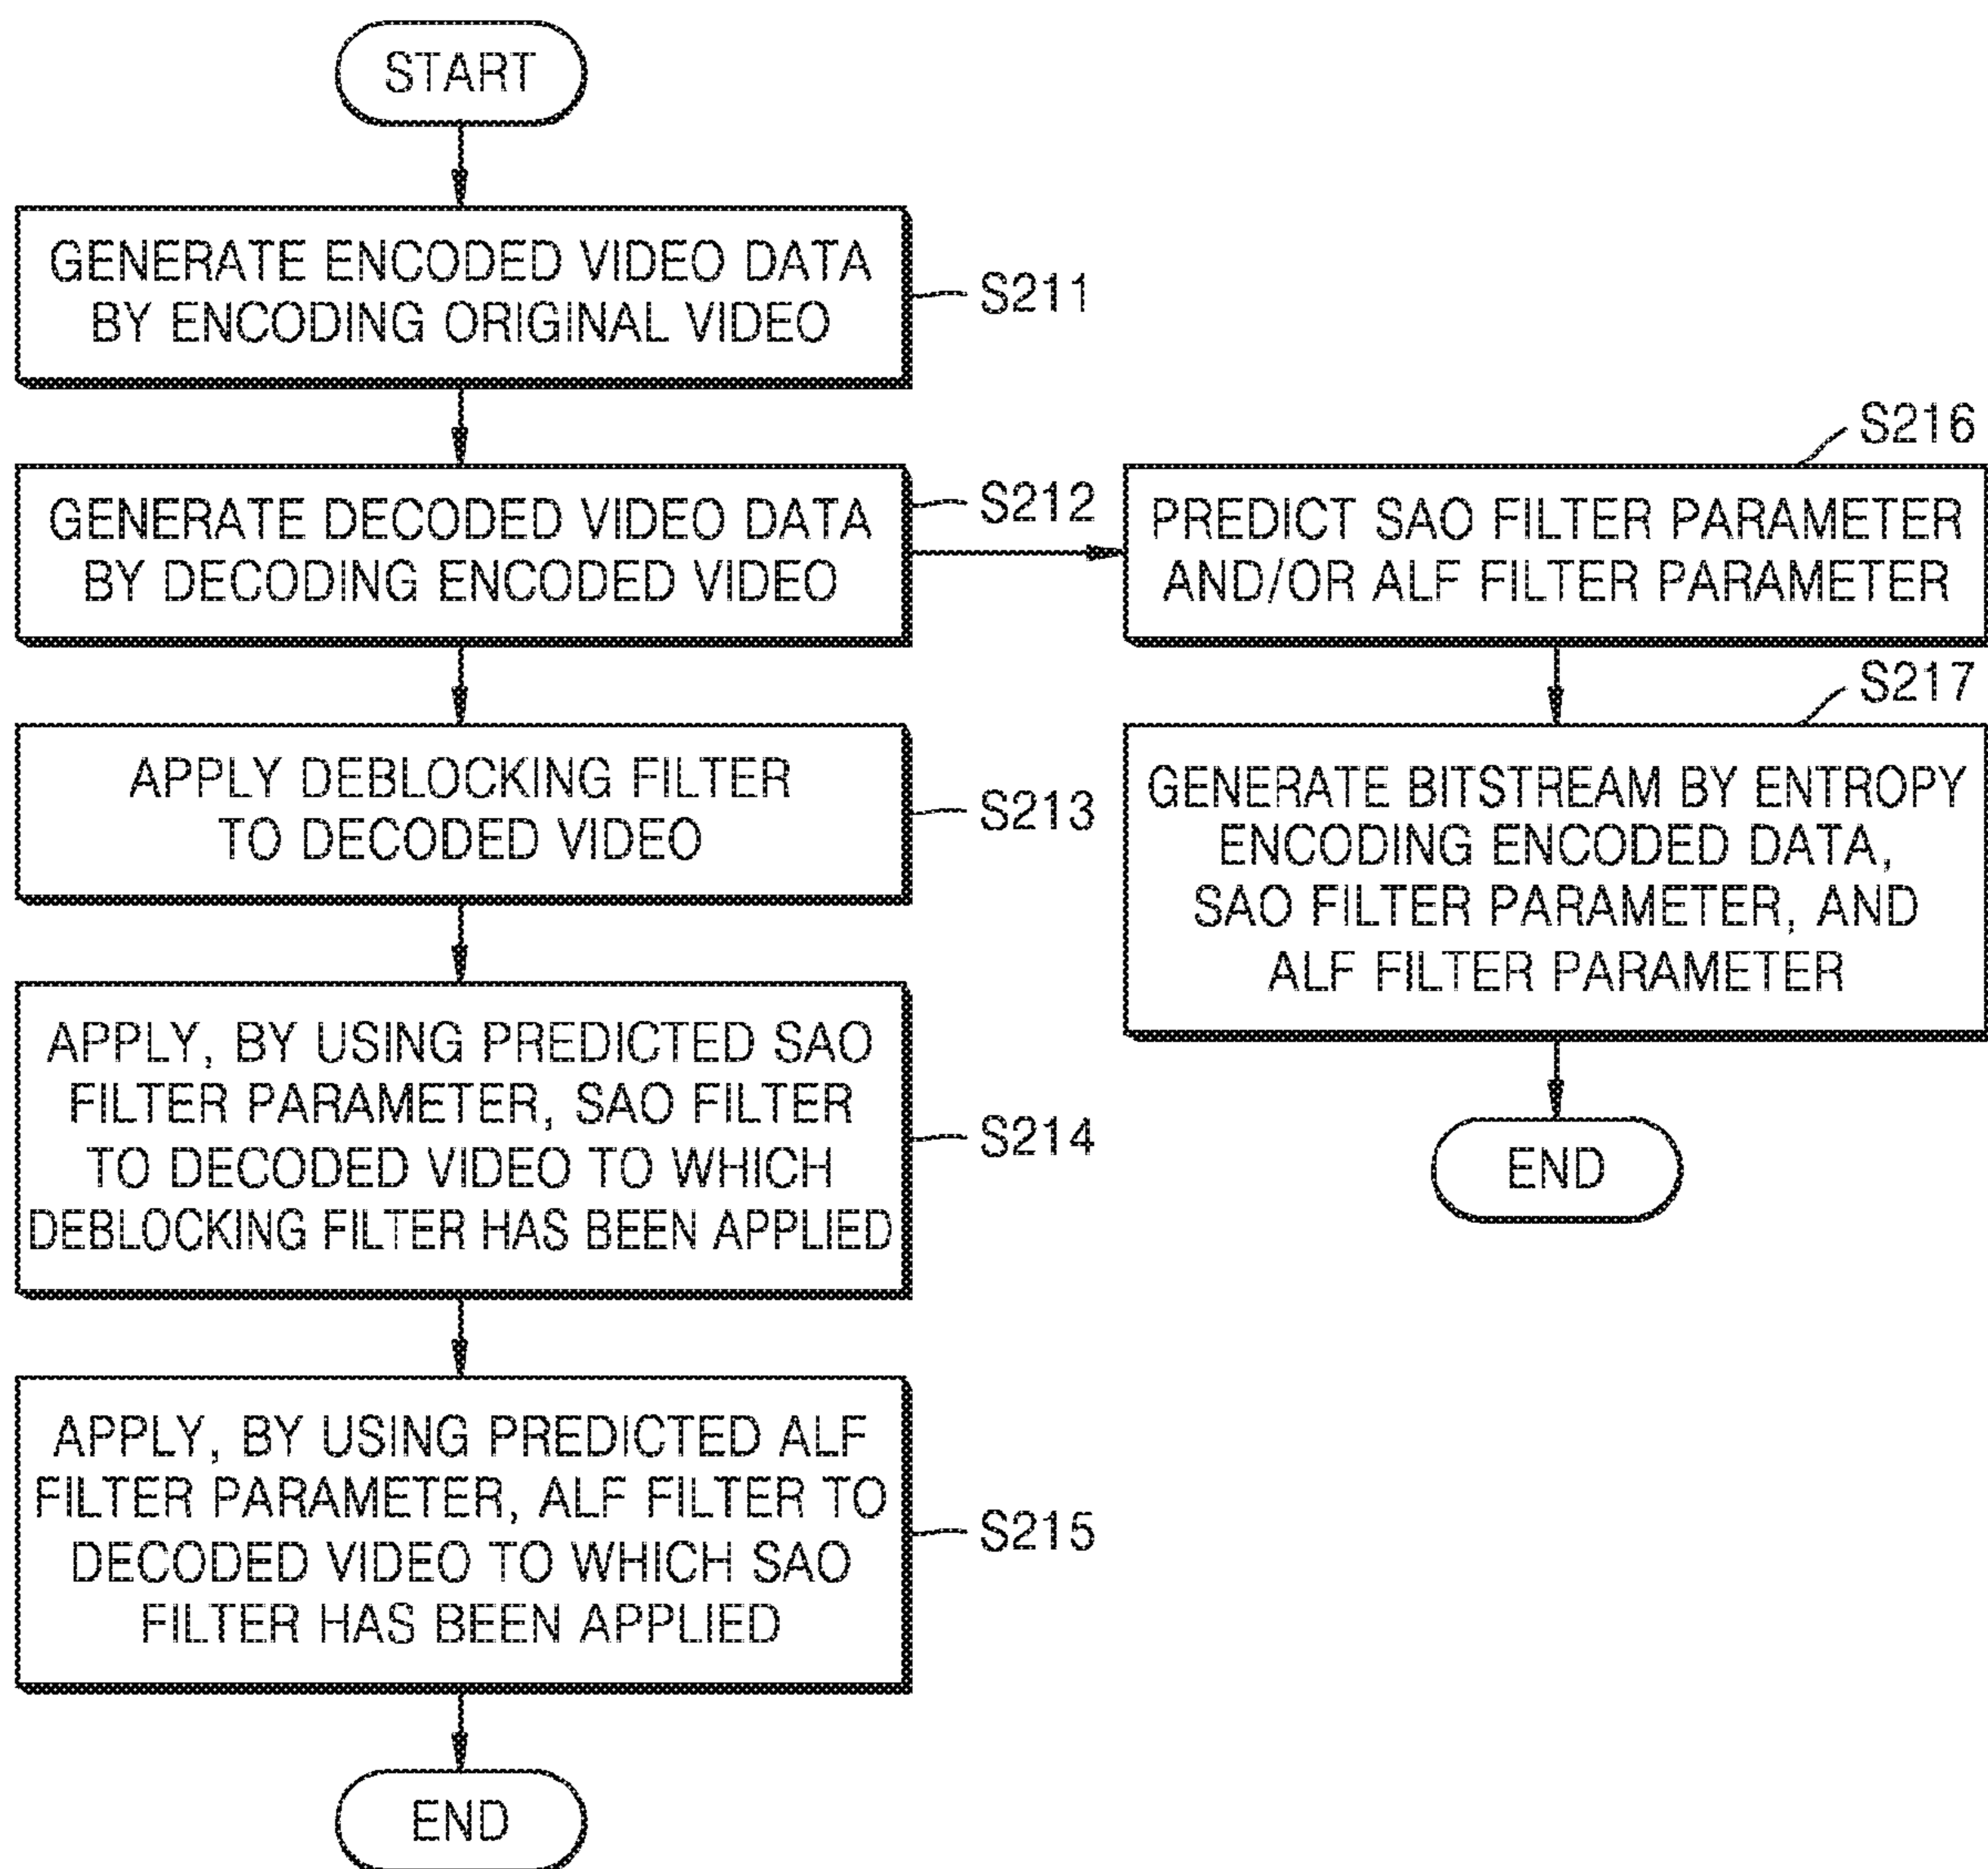 START
GENERATE ENCODED VIDEO DATA
BY ENCODING ORIGINAL VIDEO
S211
GENERATE DECODED VIDEO DATA
BY DECODING ENCODED VIDEO
S212
APPLY DEBLOCKING FILTER
TO DECODED VIDEO
S213
APPLY, BY USING PREDICTED SAO
FILTER PARAMETER, SAO FILTER
TO DECODED VIDEO TO WHICH
DEBLOCKING FILTER HAS BEEN APPLIED
S214
APPLY, BY USING PREDICTED ALF
FILTER PARAMETER, ALF FILTER TO
DECODED VIDEO TO WHICH SAO
FILTER HAS BEEN APPLIED
S215
END
S216
PREDICT SAO FILTER PARAMETER
AND/OR ALF FILTER PARAMETER
S217
GENERATE BITSTREAM BY ENTROPY
ENCODING ENCODED DATA,
SAO FILTER PARAMETER, AND
ALF FILTER PARAMETER
END